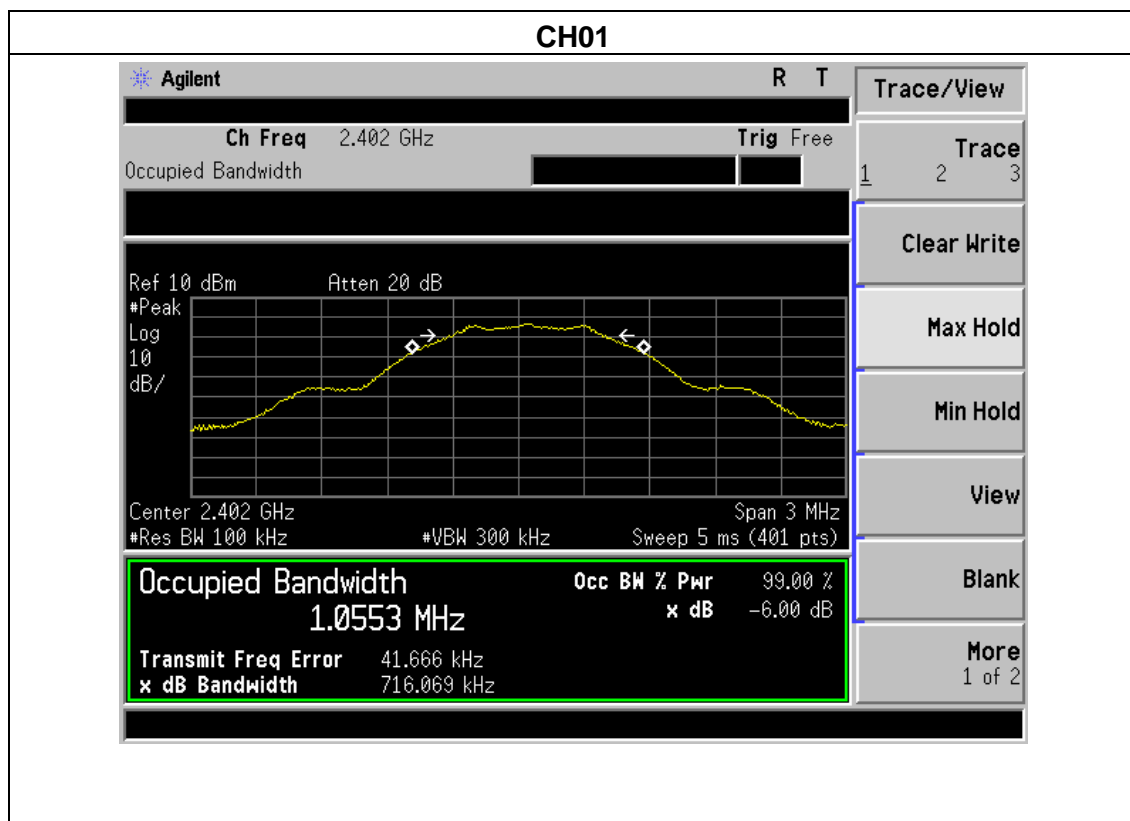 CH01
Agilent R T
Ch Freq 2.402 GHz Trig Free
Occupied Bandwidth
Ref 10 dBm Atten 20 dB
#Peak
Log
10
dB/
Center 2.402 GHz Span 3 MHz
#Res BW 100 kHz #VBW 300 kHz Sweep 5 ms (401 pts)
Occupied Bandwidth Occ BW % Pwr 99.00 %
1.0553 MHz x dB -6.00 dB
Transmit Freq Error 41.666 kHz
x dB Bandwidth 716.069 kHz
Trace/View
Trace
1 2 3
Clear Write
Max Hold
Min Hold
View
Blank
More
1 of 2